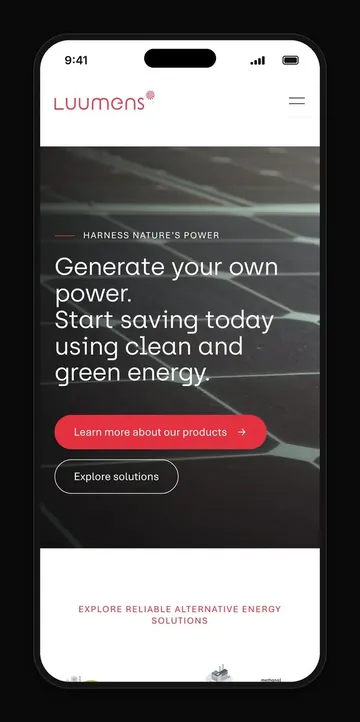 9:41
Luumens
HARNESS NATURE'S POWER
Generate your own
power.
Start saving today
using clean and
green energy.
Learn more about our products →
Explore solutions
EXPLORE RELIABLE ALTERNATIVE ENERGY
SOLUTIONS